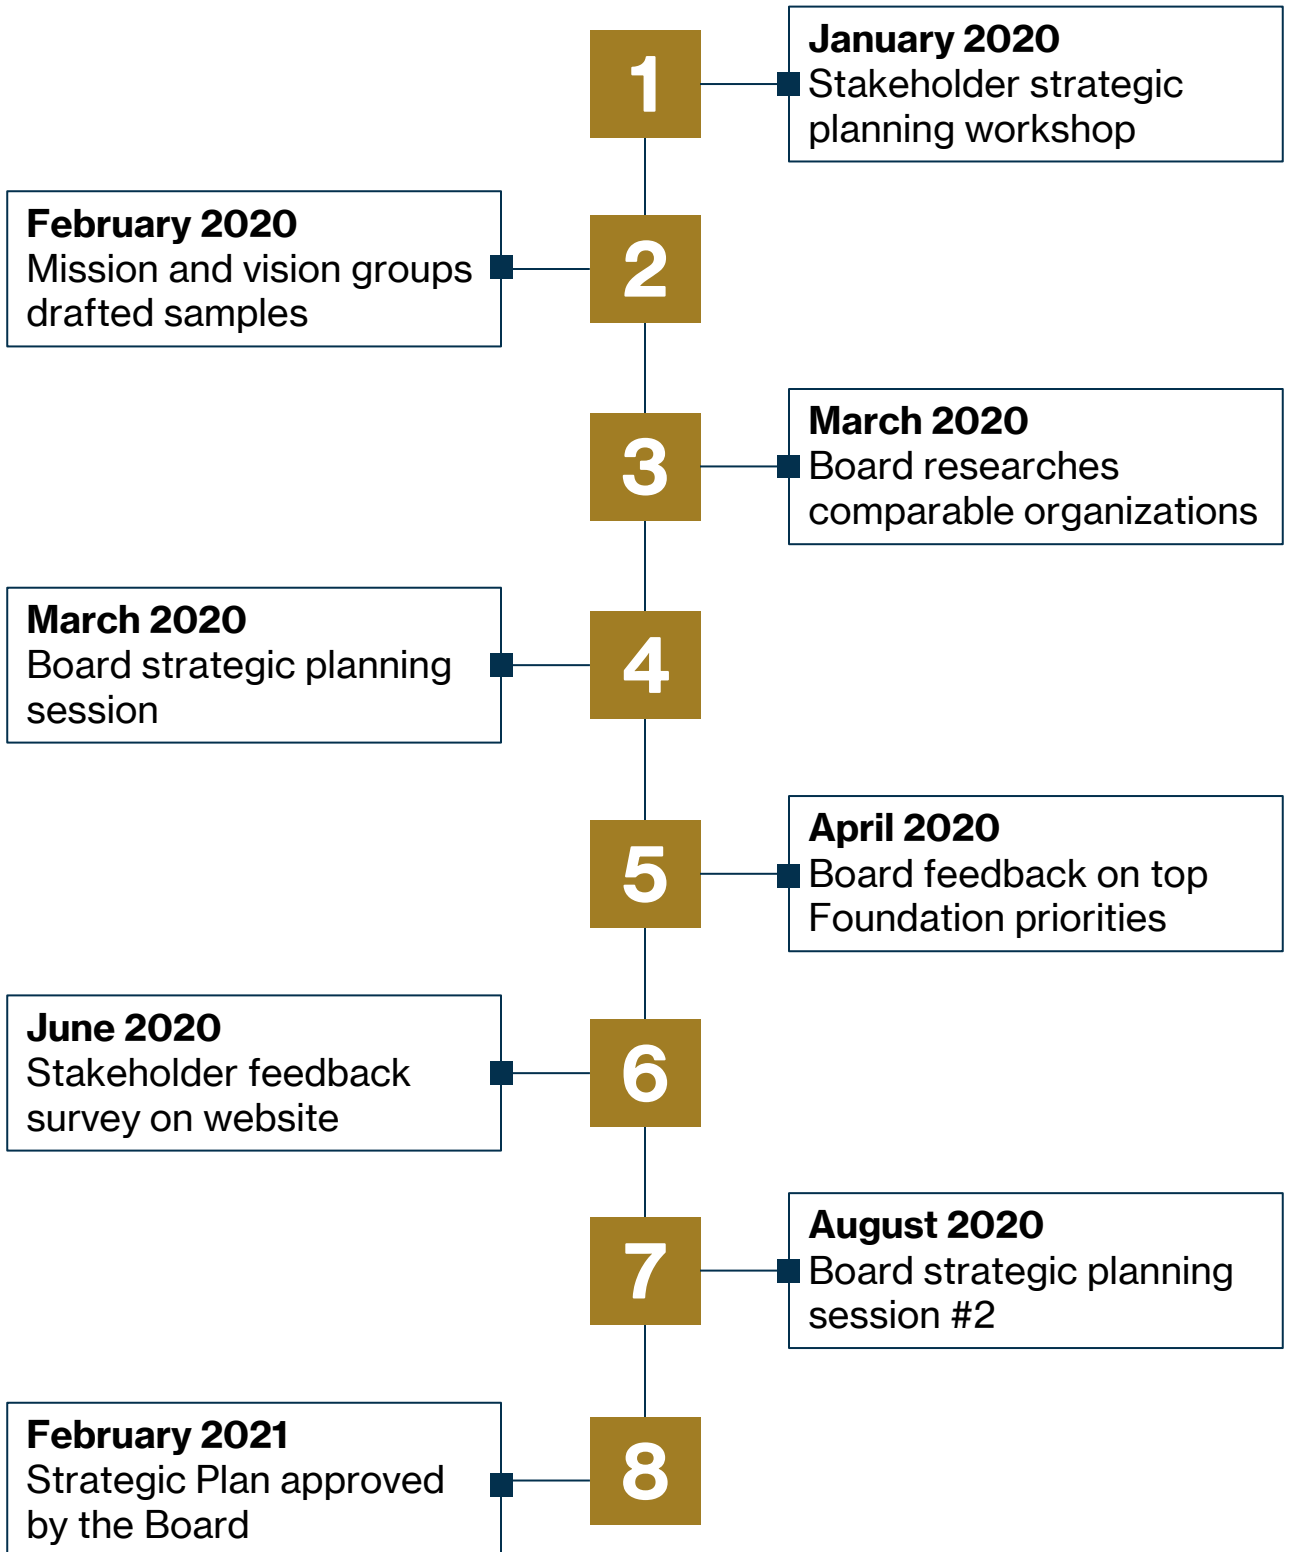 1
January 2020
Stakeholder strategic
planning workshop
February 2020
Mission and vision groups
drafted samples
2
3
March 2020
Board researches
comparable organizations
March 2020
Board strategic planning
session
4
5
April 2020
Board feedback on top
Foundation priorities
June 2020
Stakeholder feedback
survey on website
6
7
August 2020
Board strategic planning
session #2
February 2021
Strategic Plan approved
by the Board
8